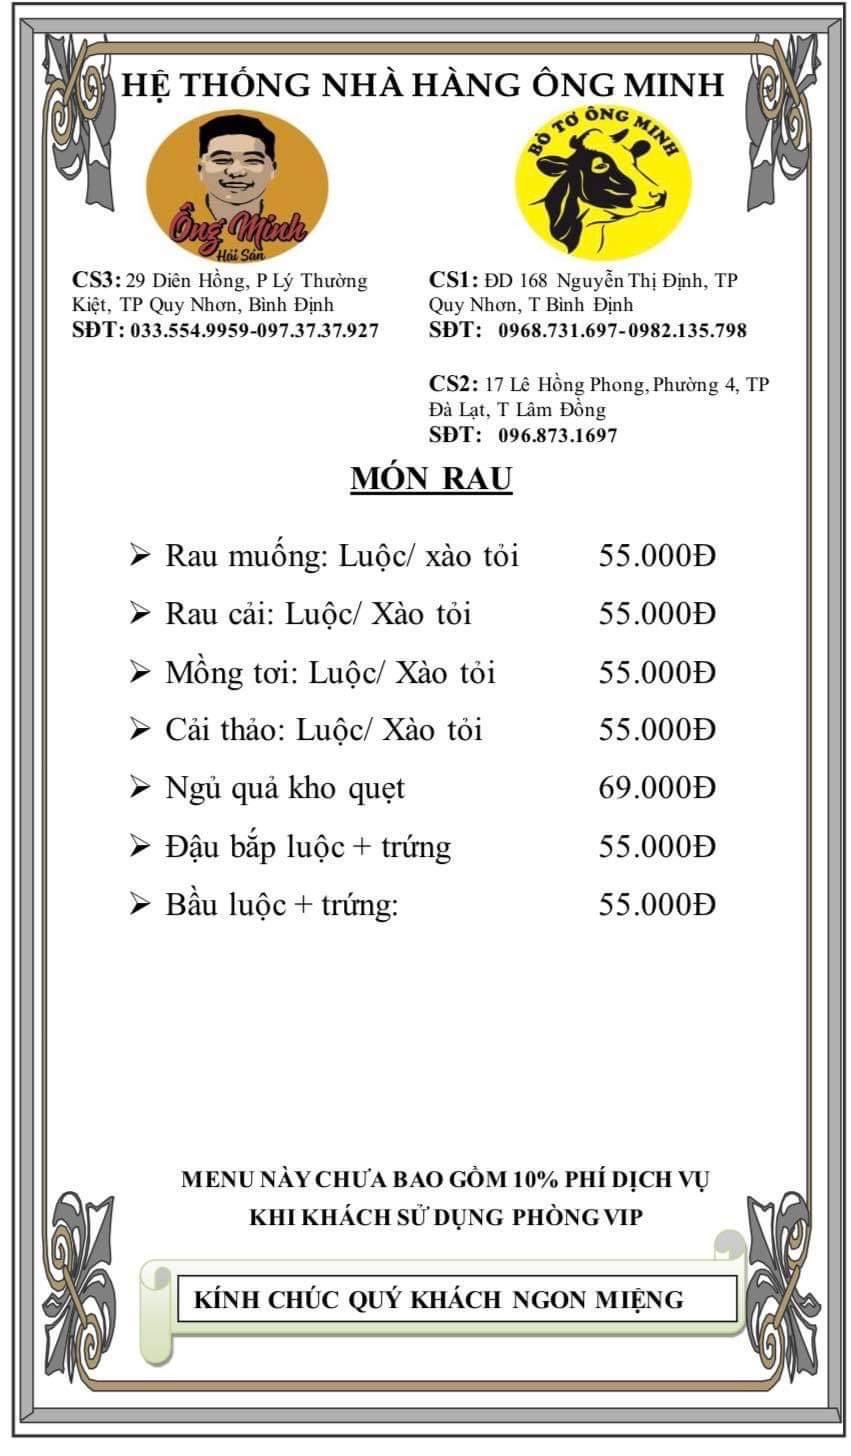 HỆ THỐNG NHÀ HÀNG ÔNG MINH
Ông Minh
Hải Sản
BÒ TƠ ÔNG MINH
CS3: 29 Diên Hồng, P Lý Thường
Kiệt, TP Quy Nhơn, Bình Định
SĐT: 033.554.9959-097.37.37.927
CS1: ĐD 168 Nguyễn Thị Định, TP
Quy Nhơn, T Bình Định
SĐT: 0968.731.697-0982.135.798
CS2: 17 Lê Hồng Phong, Phường 4, TP
Đà Lạt, T Lâm Đồng
SĐT: 096.873.1697
MÓN RAU
➢ Rau muống: Luộc/ xào tỏi 55.000Đ
➢ Rau cải: Luộc/ Xào tỏi 55.000Đ
➢ Mồng tơi: Luộc/ Xào tỏi 55.000Đ
➢ Cải thảo: Luộc/ Xào tỏi 55.000Đ
➢ Ngủ quả kho quẹt 69.000Đ
➢ Đậu bắp luộc + trứng 55.000Đ
➢ Bầu luộc + trứng: 55.000Đ
MENU NÀY CHƯA BAO GỒM 10% PHÍ DỊCH VỤ
KHI KHÁCH SỬ DỤNG PHÒNG VIP
KÍNH CHÚC QUÝ KHÁCH NGON MIỆNG